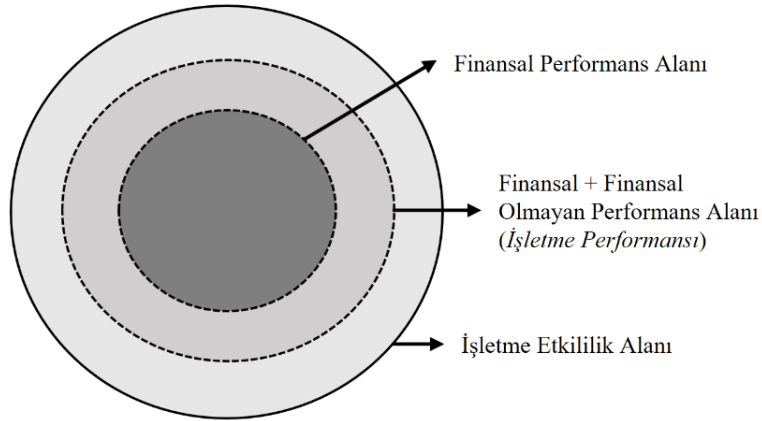 Finansal Performans Alanı
Finansal + Finansal
Olmayan Performans Alanı
(İşletme Performansı)
İşletme Etkililik Alanı